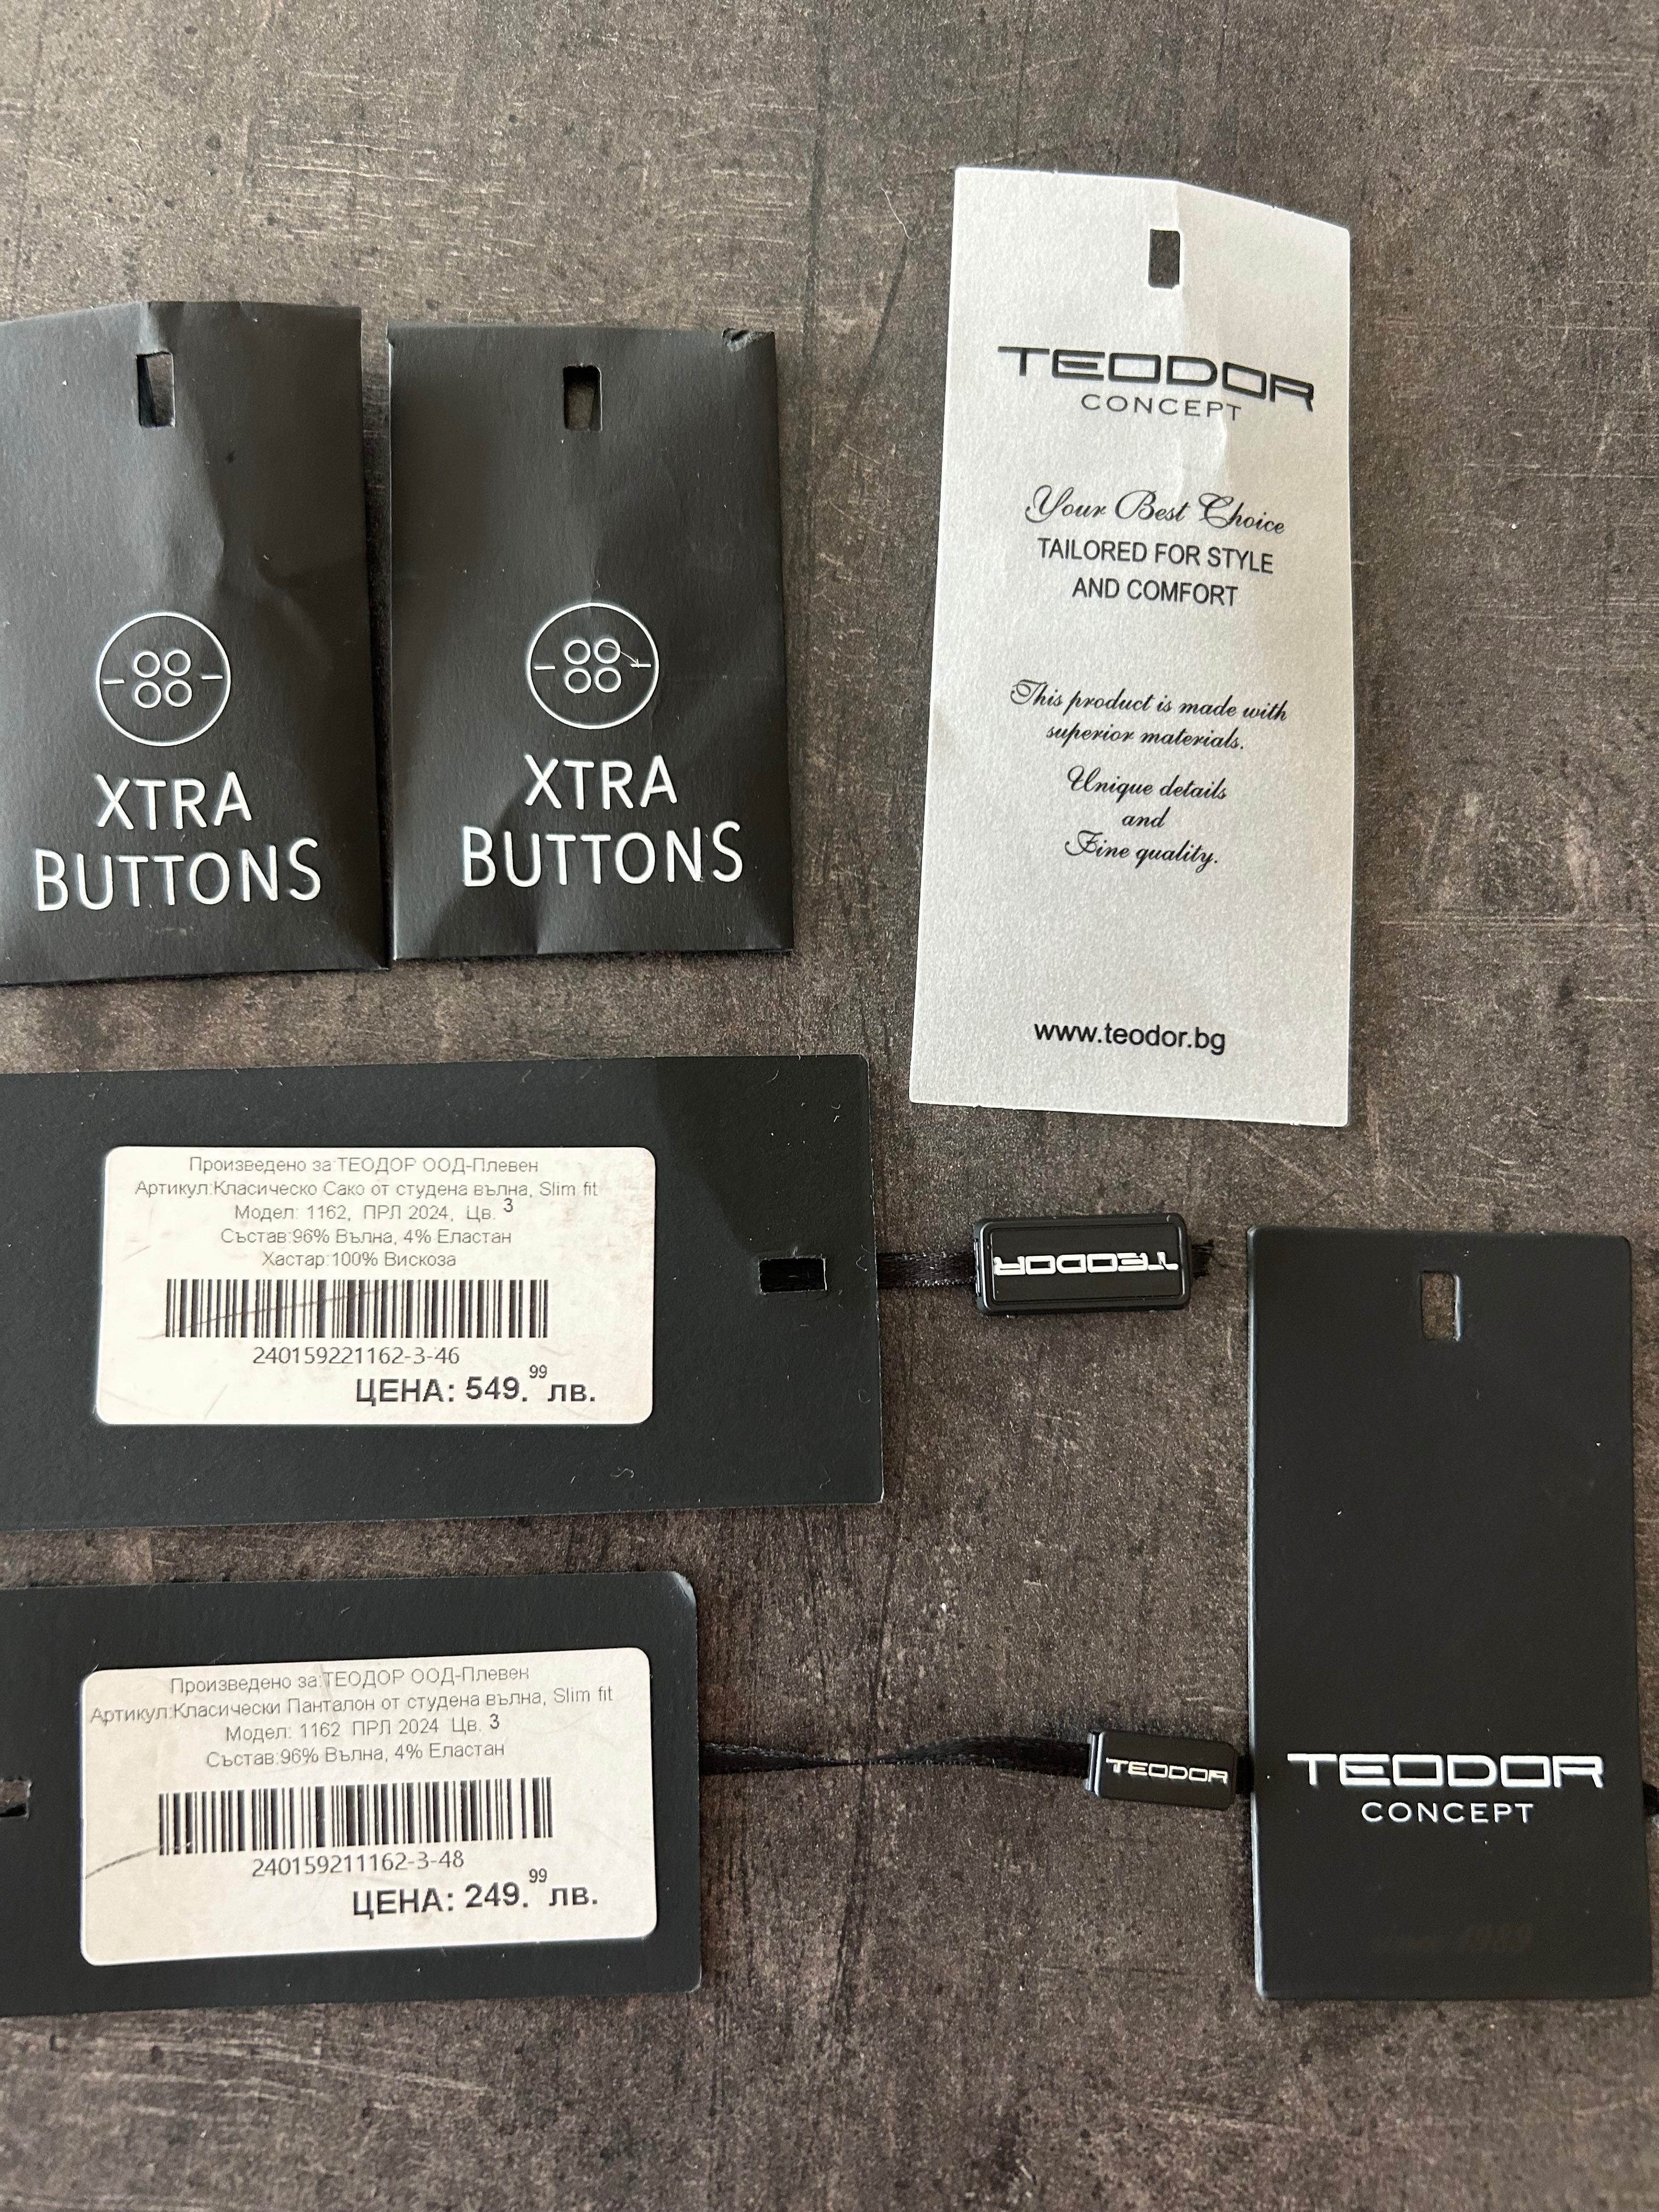 XTRA
BUTTONS
XTRA
BUTTONS
TEODOR
CONCEPT
Your Best Choice
TAILORED FOR STYLE
AND COMFORT
This product is made with
superior materials.
Unique details
and
Fine quality.
www.teodor.bg
Произведено за:ТЕОДОР ООД-Плевен
Артикул:Класическо Сако от студена вълна, Slim fit
Модел: 1162, ПРЛ 2024, Цв. 3
Състав:96% Вълна, 4% Еластан
Хастар:100% Вискоза
240159221162-3-46
ЦЕНА: 549.99 лв.
TEODOR
Произведено за:ТЕОДОР ООД-Плевен
Артикул:Класически Панталон от студена вълна, Slim fit
Модел: 1162 ПРЛ 2024 Цв. 3
Състав:96% Вълна, 4% Еластан
240159211162-3-48
ЦЕНА: 249.99 лв.
TEODOR
TEODOR
CONCEPT
1989